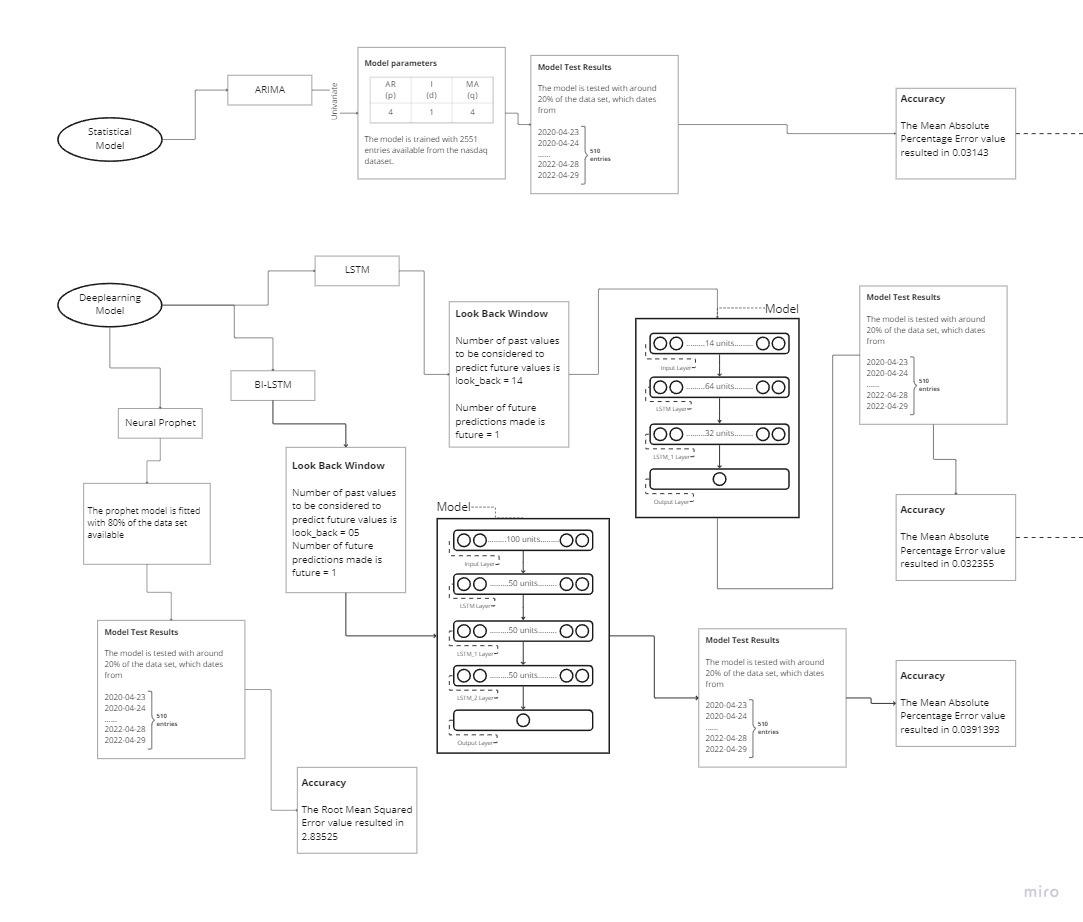 Statistical
Model
ARIMA
Univariate
Model parameters
AR
(p)
I
(d)
MA
(q)
4
1
4
The model is trained with 2551
entries available from the nasdaq
dataset.
Model Test Results
The model is tested with around
20% of the data set, which dates
from
2020-04-23
2020-04-24
......
2022-04-28
2022-04-29
510
entries
Accuracy
The Mean Absolute
Percentage Error value
resulted in 0.03143
Deeplearning
Model
LSTM
Look Back Window
Number of past values
to be considered to
predict future values is
look_back = 14
Number of future
predictions made is
future = 1
Model
.........14 units.........
Input Layer
.........64 units.........
LSTM Layer
.........32 units.........
LSTM_1 Layer
Output Layer
Model Test Results
The model is tested with around
20% of the data set, which dates
from
2020-04-23
2020-04-24
......
2022-04-28
2022-04-29
510
entries
Accuracy
The Mean Absolute
Percentage Error value
resulted in 0.032355
BI-LSTM
Look Back Window
Number of past values
to be considered to
predict future values is
look_back = 05
Number of future
predictions made is
future = 1
Model
.........100 units.........
Input Layer
.........50 units.........
LSTM Layer
.........50 units.........
LSTM_1 Layer
.........50 units.........
LSTM_2 Layer
Output Layer
Model Test Results
The model is tested with around
20% of the data set, which dates
from
2020-04-23
2020-04-24
......
2022-04-28
2022-04-29
510
entries
Accuracy
The Mean Absolute
Percentage Error value
resulted in 0.0391393
Neural Prophet
The prophet model is fitted
with 80% of the data set
available
Model Test Results
The model is tested with around
20% of the data set, which dates
from
2020-04-23
2020-04-24
......
2022-04-28
2022-04-29
510
entries
Accuracy
The Root Mean Squared
Error value resulted in
2.83525
miro